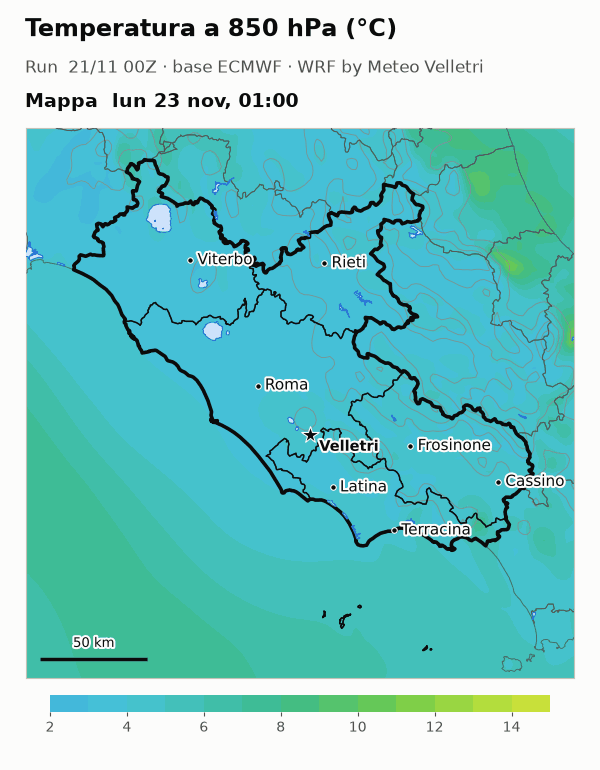 Temperatura a 850 hPa (°C)
Run  21/11 00Z · base ECMWF · WRF by Meteo Velletri
Mappa  lun 23 nov, 01:00
Viterbo
Rieti
Roma
Velletri
Frosinone
Latina
Cassino
Terracina
50 km
2 4 6 8 10 12 14